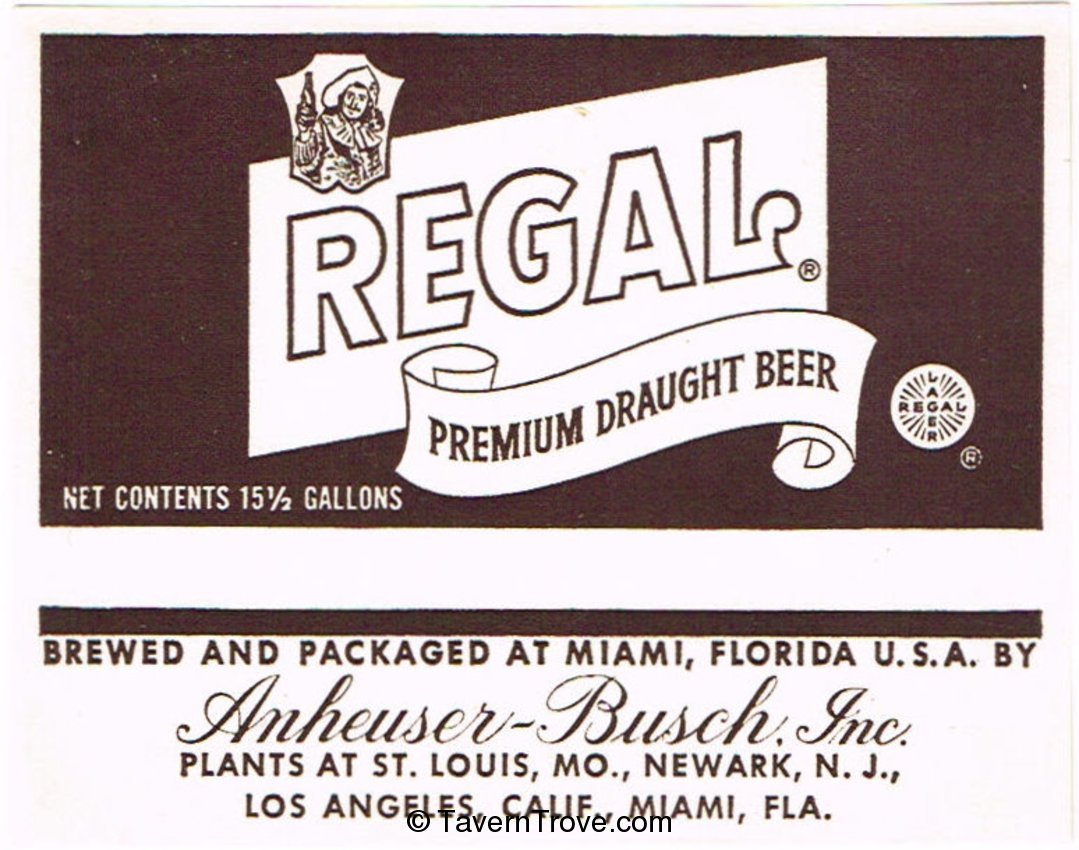 REGAL ®
PREMIUM DRAUGHT BEER
LAGER
REGAL
®
NET CONTENTS 15½ GALLONS
BREWED AND PACKAGED AT MIAMI, FLORIDA U.S.A. BY
Anheuser-Busch, Inc.
PLANTS AT ST. LOUIS, MO., NEWARK, N. J.,
LOS ANGELES, CALIF., MIAMI, FLA.
© TavernTrove.com